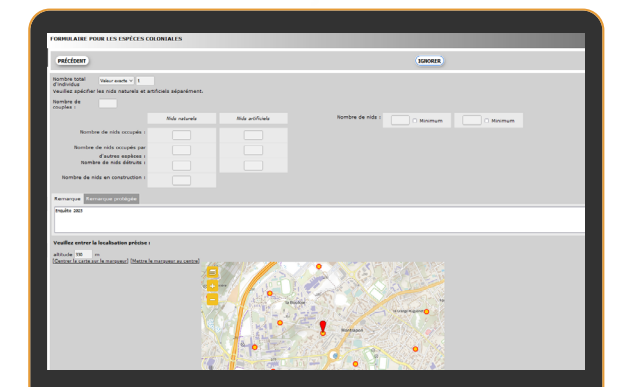 FORMULAIRE POUR LES ESPÈCES COLONIALES
PRÉCÉDENT
IGNORER
Nombre total d'individus
Valeur exacte
1
Veuillez spécifier les nids naturels et artificiels séparément.
Nombre de couples :
Nids naturels
Nids artificiels
Nombre de nids :
Minimum
Minimum
Nombre de nids occupés :
Nombre de nids occupés par
d'autres espèces :
Nombre de nids détruits :
Nombre de nids en construction :
Remarque
Remarque protégée
Enquête 2023
Veuillez entrer la localisation précise :
altitude
m
[Centrer la carte sur le marqueur] [Mettre le marqueur au centre]
Montrapon